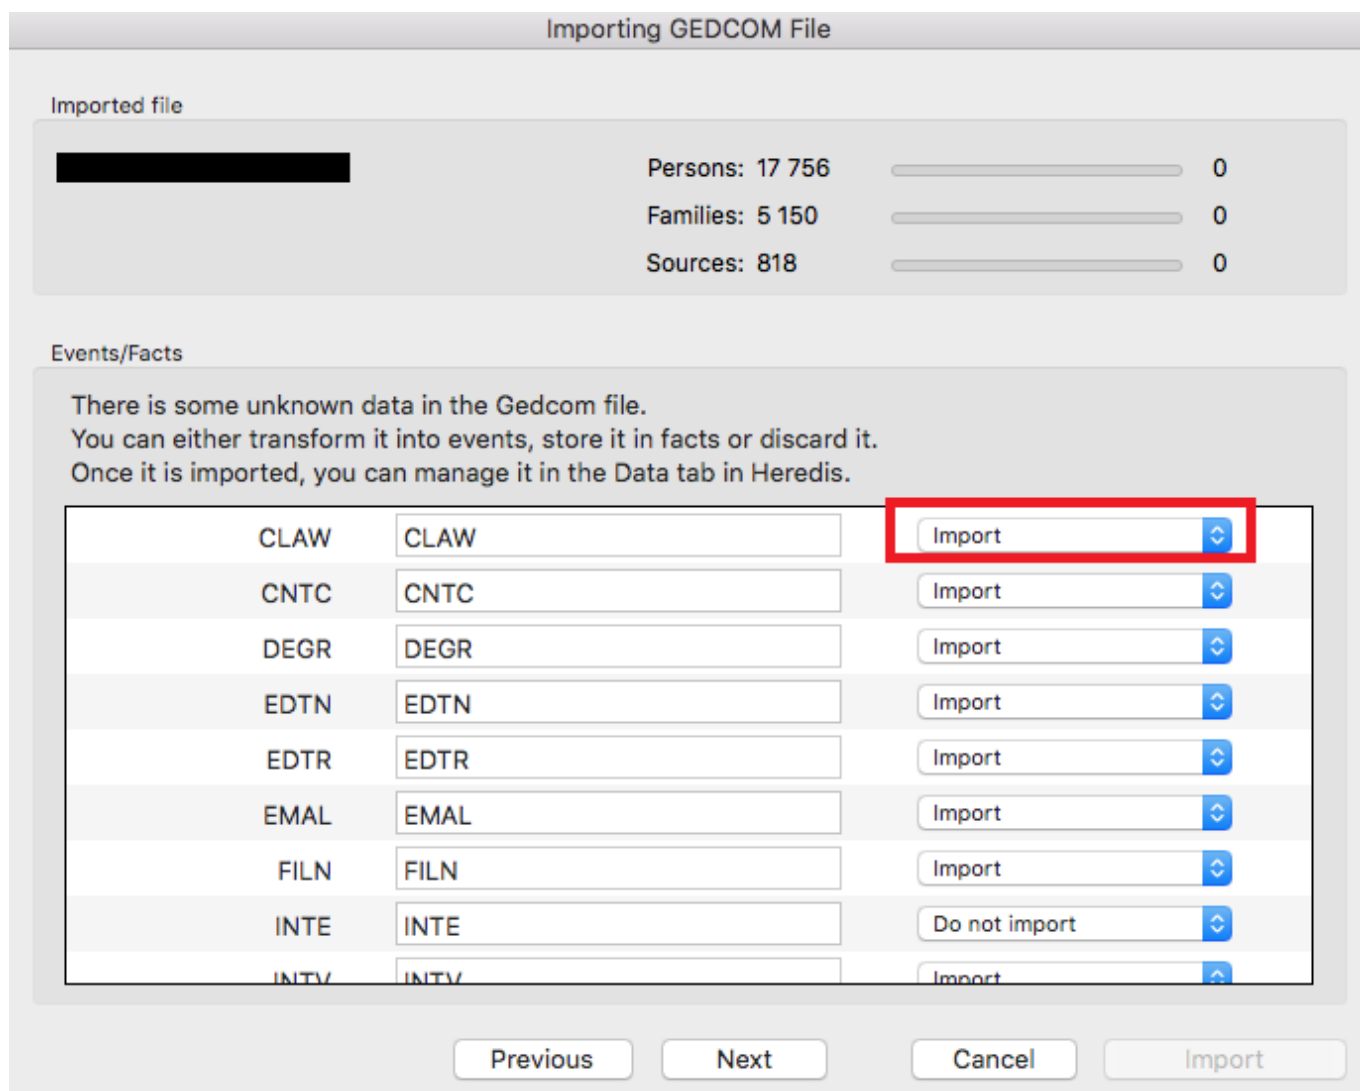 Importing GEDCOM File
Imported file
Persons: 17 756 0
Families: 5 150 0
Sources: 818 0
Events/Facts
There is some unknown data in the Gedcom file.
You can either transform it into events, store it in facts or discard it.
Once it is imported, you can manage it in the Data tab in Heredis.
CLAW CLAW Import
CNTC CNTC Import
DEGR DEGR Import
EDTN EDTN Import
EDTR EDTR Import
EMAL EMAL Import
FILN FILN Import
INTE INTE Do not import
INTV INTV Import
Previous Next Cancel Import